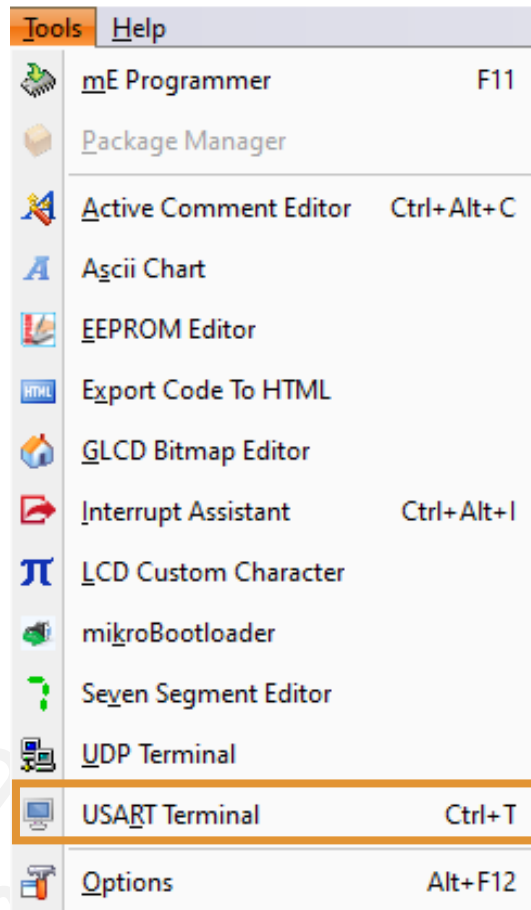 Tools Help
mE Programmer F11
Package Manager
Active Comment Editor Ctrl+Alt+C
A Ascii Chart
EEPROM Editor
HTML Export Code To HTML
GLCD Bitmap Editor
Interrupt Assistant Ctrl+Alt+I
π LCD Custom Character
mikroBootloader
Seven Segment Editor
UDP Terminal
USART Terminal Ctrl+T
Options Alt+F12